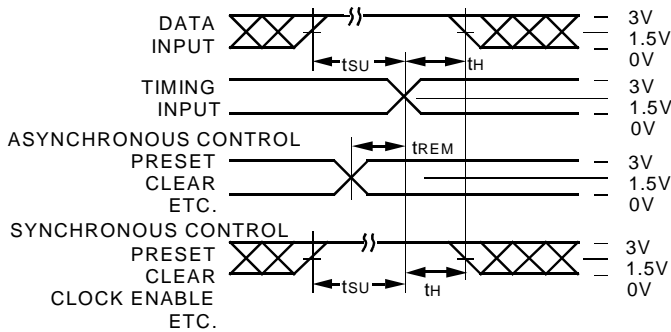 DATA
INPUT
tSU
tH
3V
1.5V
0V
TIMING
INPUT
3V
1.5V
0V
ASYNCHRONOUS CONTROL
PRESET
CLEAR
ETC.
tREM
3V
1.5V
0V
SYNCHRONOUS CONTROL
PRESET
CLEAR
CLOCK ENABLE
ETC.
tSU
tH
3V
1.5V
0V